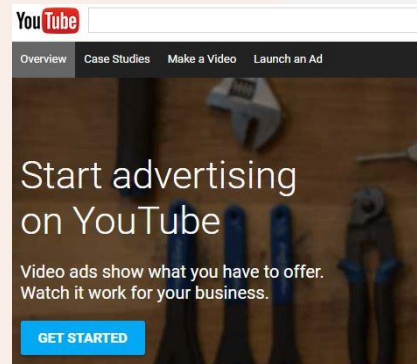 YouTube
Overview Case Studies Make a Video Launch an Ad
Start advertising
on YouTube
Video ads show what you have to offer.
Watch it work for your business.
GET STARTED